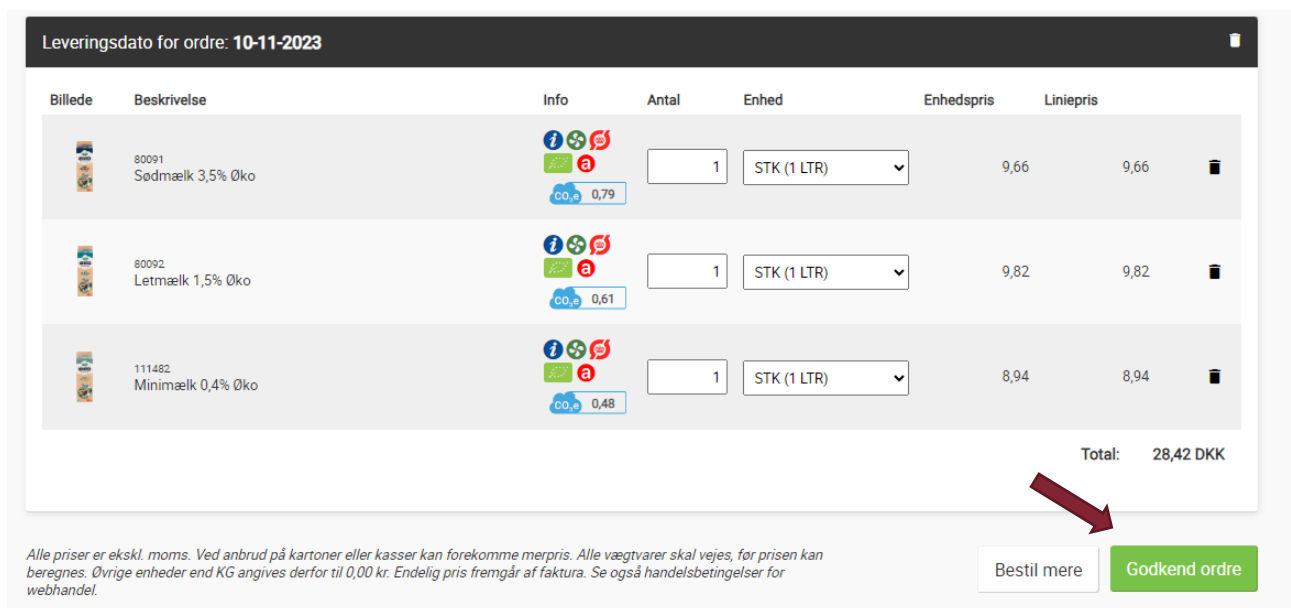 Leveringsdato for ordre: 10-11-2023
Billede Beskrivelse Info Antal Enhed Enhedspris Liniepris
80091
Sødmælk 3,5% Øko
a
1 STK (1 LTR) 9,66 9,66
CO₂e 0,79
80092
Letmælk 1,5% Øko
a
1 STK (1 LTR) 9,82 9,82
CO₂e 0,61
111482
Minimælk 0,4% Øko
a
1 STK (1 LTR) 8,94 8,94
CO₂e 0,48
Total: 28,42 DKK
Alle priser er ekskl. moms. Ved anbrud på kartoner eller kasser kan forekomme merpris. Alle vægtvarer skal vejes, før prisen kan
beregnes. Øvrige enheder end KG angives derfor til 0,00 kr. Endelig pris fremgår af faktura. Se også handelsbetingelser for
webhandel.
Bestil mere Godkend ordre